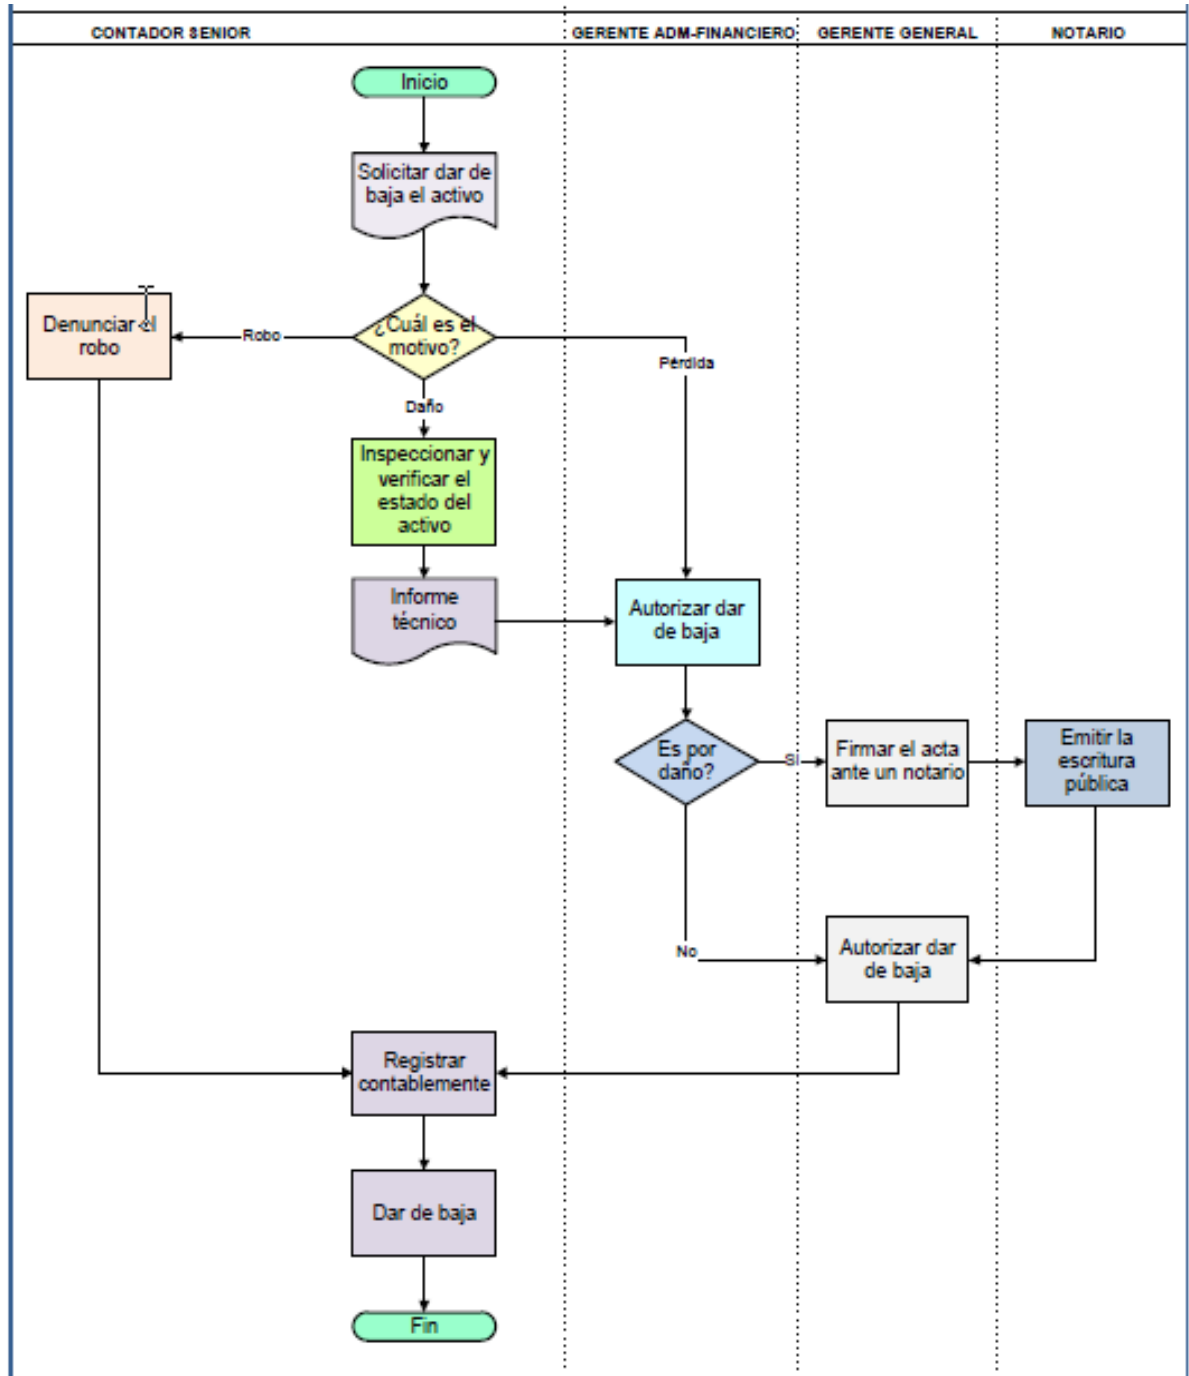 CONTADOR SENIOR
GERENTE ADM-FINANCIERO
GERENTE GENERAL
NOTARIO
Inicio
Solicitar dar de
baja el activo
¿Cuál es el
motivo?
Robo
Denunciar el
robo
Pérdida
Daño
Inspeccionar y
verificar el
estado del
activo
Informe
técnico
Autorizar dar
de baja
Es por
daño?
Sí
Firmar el acta
ante un notario
Emitir la
escritura
pública
No
Autorizar dar
de baja
Registrar
contablemente
Dar de baja
Fin